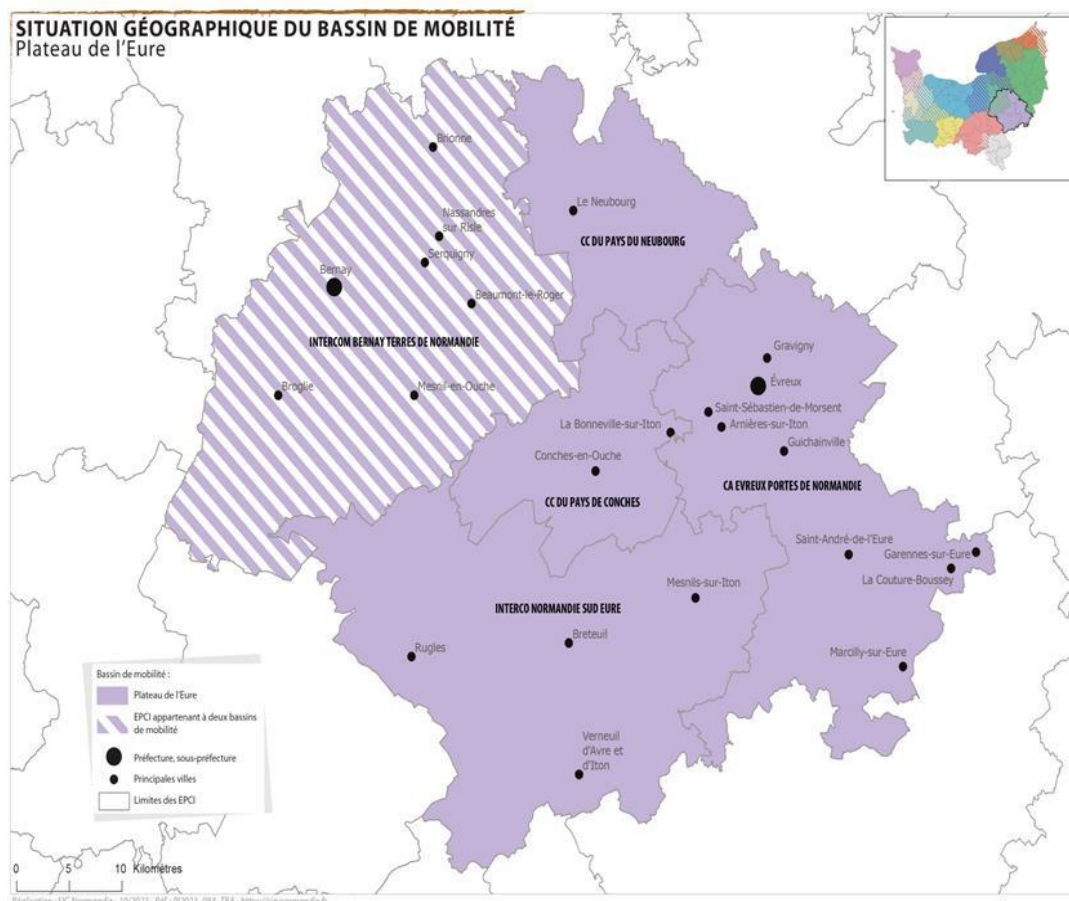 SITUATION GÉOGRAPHIQUE DU BASSIN DE MOBILITÉ
Plateau de l'Eure
Brionne
Le Neubourg
Nassandres
sur Risle
CC DU PAYS DU NEUBOURG
Serquigny
Bernay
Beaumont-le-Roger
INTERCOM BERNAY TERRES DE NORMANDIE
Gravigny
Évreux
Broglie
Mesnil-en-Ouche
Saint-Sébastien-de-Morsent
La Bonneville-sur-Iton
Arnières-sur-Iton
Guichainville
Conches-en-Ouche
CA EVREUX PORTES DE NORMANDIE
CC DU PAYS DE CONCHES
Saint-André-de-l'Eure
Garennes-sur-Eure
La Couture-Boussey
Mesnils-sur-Iton
INTERCO NORMANDIE SUD EURE
Breteuil
Rugles
Marcilly-sur-Eure
Verneuil
d'Avre et
d'Iton
Bassin de mobilité :
Plateau de l'Eure
EPCI appartenant à deux bassins
de mobilité
Préfecture, sous-préfecture
Principales villes
Limites des EPCI
0 5 10 Kilomètres